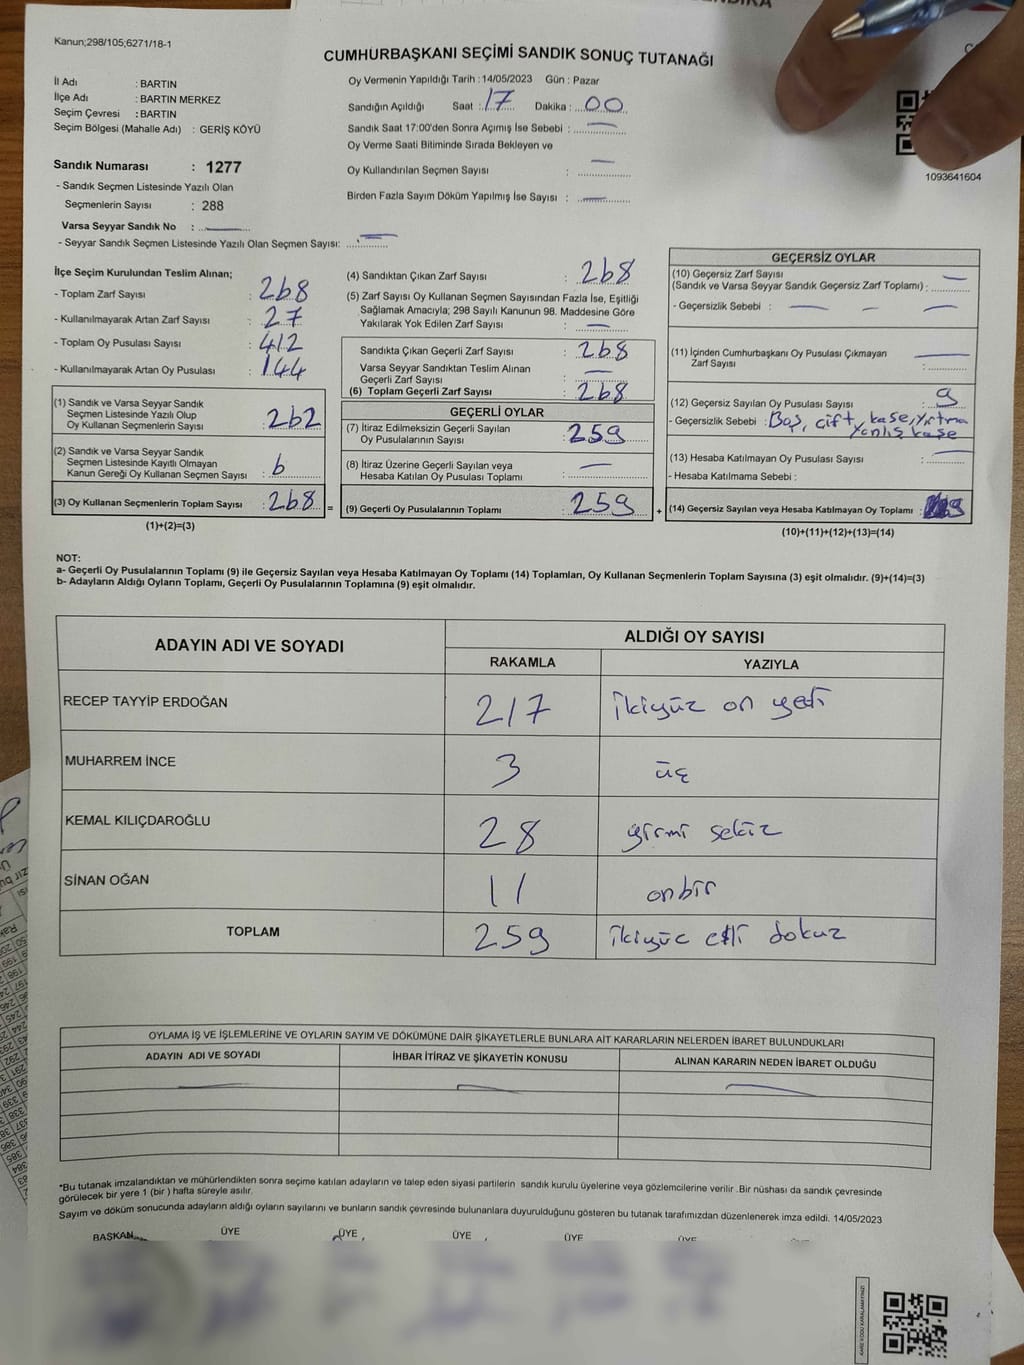 Kanun;298/105;6271/18-1
CUMHURBAŞKANI SEÇİMİ SANDIK SONUÇ TUTANAĞI
İl Adı : BARTIN
İlçe Adı : BARTIN MERKEZ
Seçim Çevresi : BARTIN
Seçim Bölgesi (Mahalle Adı) : GERİŞ KÖYÜ
Oy Vermenin Yapıldığı Tarih : 14/05/2023 Gün : Pazar
Sandığın Açıldığı Saat : 17 Dakika : 00
Sandık Saat 17:00'den Sonra Açımış İse Sebebi : —
Oy Verme Saati Bitiminde Sırada Bekleyen ve
Oy Kullandırılan Seçmen Sayısı : —
Birden Fazla Sayım Döküm Yapılmış İse Sayısı : —
1093641604
Sandık Numarası : 1277
- Sandık Seçmen Listesinde Yazılı Olan
Seçmenlerin Sayısı : 288
Varsa Seyyar Sandık No : —
- Seyyar Sandık Seçmen Listesinde Yazılı Olan Seçmen Sayısı: —
İlçe Seçim Kurulundan Teslim Alınan;
- Toplam Zarf Sayısı : 268
- Kullanılmayarak Artan Zarf Sayısı : 27
- Toplam Oy Pusulası Sayısı : 412
- Kullanılmayarak Artan Oy Pusulası : 144
(1) Sandık ve Varsa Seyyar Sandık
Seçmen Listesinde Yazılı Olup
Oy Kullanan Seçmenlerin Sayısı : 262
(2) Sandık ve Varsa Seyyar Sandık
Seçmen Listesinde Kayıtlı Olmayan
Kanun Gereği Oy Kullanan Seçmen Sayısı : 6
(3) Oy Kullanan Seçmenlerin Toplam Sayısı : 268 =
(1)+(2)=(3)
(4) Sandıktan Çıkan Zarf Sayısı : 268
(5) Zarf Sayısı Oy Kullanan Seçmen Sayısından Fazla İse, Eşitliği
Sağlamak Amacıyla; 298 Sayılı Kanunun 98. Maddesine Göre
Yakılarak Yok Edilen Zarf Sayısı : —
Sandıkta Çıkan Geçerli Zarf Sayısı : 268
Varsa Seyyar Sandıktan Teslim Alınan
Geçerli Zarf Sayısı : —
(6) Toplam Geçerli Zarf Sayısı : 268
GEÇERLİ OYLAR
(7) İtiraz Edilmeksizin Geçerli Sayılan
Oy Pusulalarının Sayısı : 259
(8) İtiraz Üzerine Geçerli Sayılan veya
Hesaba Katılan Oy Pusulası Toplamı : —
(9) Geçerli Oy Pusulalarının Toplamı : 259 +
GEÇERSİZ OYLAR
(10) Geçersiz Zarf Sayısı —
(Sandık ve Varsa Seyyar Sandık Geçersiz Zarf Toplamı) :
- Geçersizlik Sebebi : — — —
(11) İçinden Cumhurbaşkanı Oy Pusulası Çıkmayan
Zarf Sayısı : —
(12) Geçersiz Sayılan Oy Pusulası Sayısı : 9
- Geçersizlik Sebebi : Boş, çift, kaşe, yırtma
yanlış kaşe
(13) Hesaba Katılmayan Oy Pusulası Sayısı : —
- Hesaba Katılmama Sebebi :
(14) Geçersiz Sayılan veya Hesaba Katılmayan Oy Toplamı : 9
(10)+(11)+(12)+(13)=(14)
NOT:
a- Geçerli Oy Pusulalarının Toplamı (9) ile Geçersiz Sayılan veya Hesaba Katılmayan Oy Toplamı (14) Toplamları, Oy Kullanan Seçmenlerin Toplam Sayısına (3) eşit olmalıdır. (9)+(14)=(3)
b- Adayların Aldığı Oyların Toplamı, Geçerli Oy Pusulalarının Toplamına (9) eşit olmalıdır.
ADAYIN ADI VE SOYADI
ALDIĞI OY SAYISI
RAKAMLA YAZIYLA
RECEP TAYYİP ERDOĞAN 217 ikiyüz on yedi
MUHARREM İNCE 3 üç
KEMAL KILIÇDAROĞLU 28 yirmi sekiz
SİNAN OĞAN 11 onbir
TOPLAM 259 ikiyüz elli dokuz
OYLAMA İŞ VE İŞLEMLERİNE VE OYLARIN SAYIM VE DÖKÜMÜNE DAİR ŞİKAYETLERLE BUNLARA AİT KARARLARIN NELERDEN İBARET BULUNDUKLARI
ADAYIN ADI VE SOYADI İHBAR İTİRAZ VE ŞİKAYETİN KONUSU ALINAN KARARIN NEDEN İBARET OLDUĞU
— — —
*Bu tutanak imzalandıktan ve mühürlendikten sonra seçime katılan adayların ve talep eden siyasi partilerin sandık kurulu üyelerine veya gözlemcilerine verilir .Bir nüshası da sandık çevresinde
görülecek bir yere 1 (bir ) hafta süreyle asılır.
Sayım ve döküm sonucunda adayların aldığı oyların sayılarını ve bunların sandık çevresinde bulunanlara duyurulduğunu gösteren bu tutanak tarafımızdan düzenlenerek imza edildi. 14/05/2023
BAŞKAN ÜYE ÜYE ÜYE ÜYE ÜYE